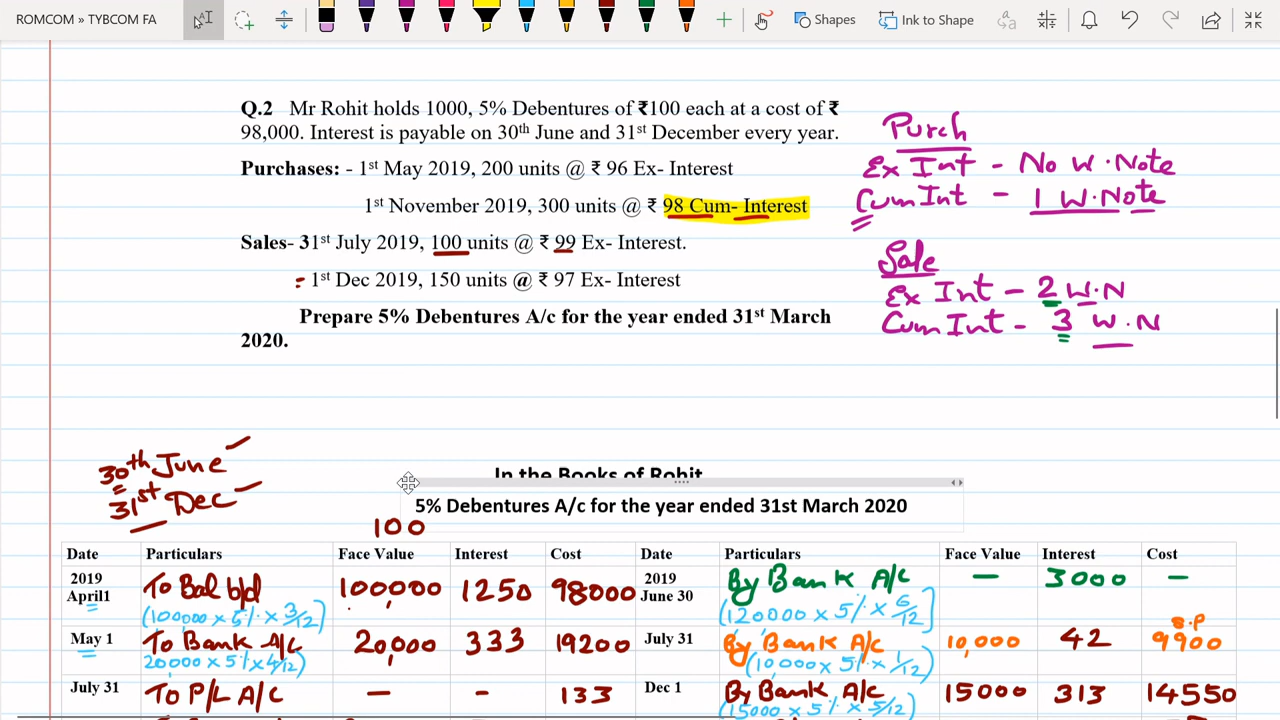 ROMCOM » TYBCOM FA
Shapes
Ink to Shape
Q.2 Mr Rohit holds 1000, 5% Debentures of ₹100 each at a cost of ₹
98,000. Interest is payable on 30th June and 31st December every year.
Purchases: - 1st May 2019, 200 units @ ₹ 96 Ex- Interest
1st November 2019, 300 units @ ₹ 98 Cum- Interest
Sales- 31st July 2019, 100 units @ ₹ 99 Ex- Interest.
- 1st Dec 2019, 150 units @ ₹ 97 Ex- Interest
Prepare 5% Debentures A/c for the year ended 31st March
2020.
Purch
Ex Int - No W.Note
Cum Int - 1 W.Note
Sale
Ex Int - 2 W.N
Cum Int - 3 W.N
30th June
31st Dec
In the Books of Rohit
5% Debentures A/c for the year ended 31st March 2020
100
Date Particulars Face Value Interest Cost Date Particulars Face Value Interest Cost
2019 April1 To Bal b/d 100000 1250 98000 2019 June 30 By Bank A/c — 3000 —
(100000 x 5% x 3/12) (120000 x 5% x 6/12]
S.P
May 1 To Bank A/c 20,000 333 19200 July 31 By Bank A/c 10,000 42 9900
20000 x 5% x 4/12) (10,000 x 5% x 1/12)
July 31 To P/L A/c — - 133 Dec 1 By Bank A/c 15000 313 14550
(15000 x 5% x 5/12)